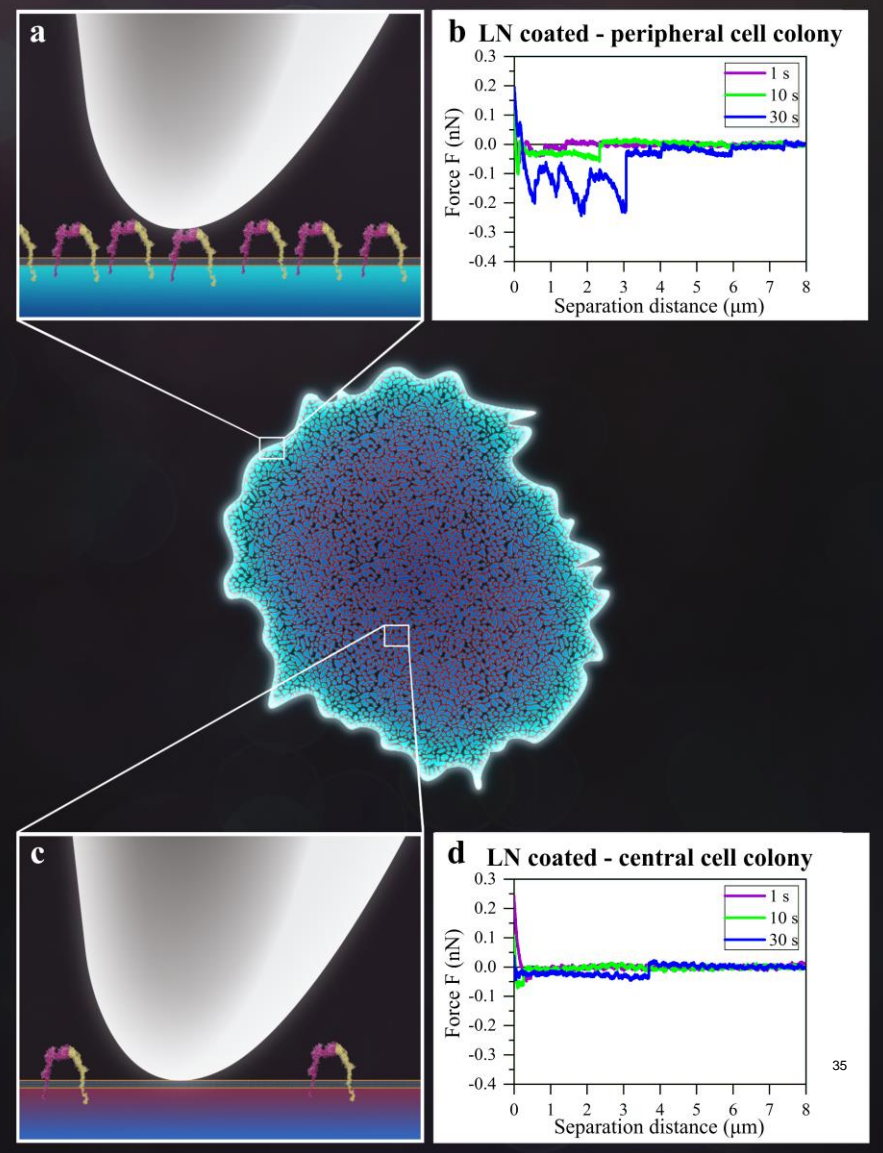 a
b LN coated - peripheral cell colony
0.3
0.2
0.1
0.0
-0.1
-0.2
-0.3
-0.4
Force F (nN)
1 s
10 s
30 s
0 1 2 3 4 5 6 7 8
Separation distance (μm)
c
d LN coated - central cell colony
0.3
0.2
0.1
0.0
-0.1
-0.2
-0.3
-0.4
Force F (nN)
1 s
10 s
30 s
35
0 1 2 3 4 5 6 7 8
Separation distance (μm)